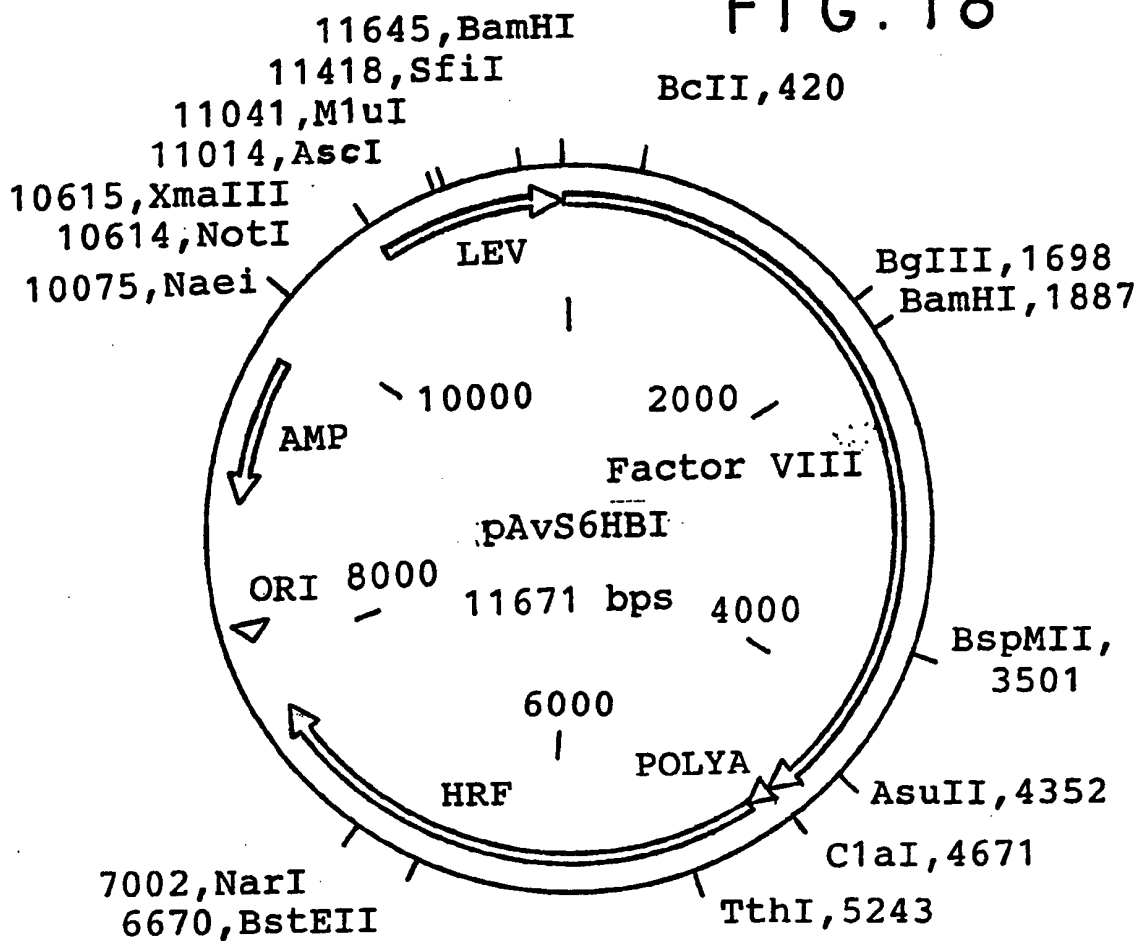 FIG. 18
11645,BamHI
11418,SfiI
11041,M1uI
11014,AscI
10615,XmaIII
10614,NotI
10075,Naei
BcII,420
BgIII,1698
BamHI,1887
LEV
10000
2000
AMP
Factor VIII
pAvS6HBI
ORI
8000
11671 bps
4000
BspMII,
3501
6000
POLYA
HRF
AsuII,4352
C1aI,4671
TthI,5243
7002,NarI
6670,BstEII